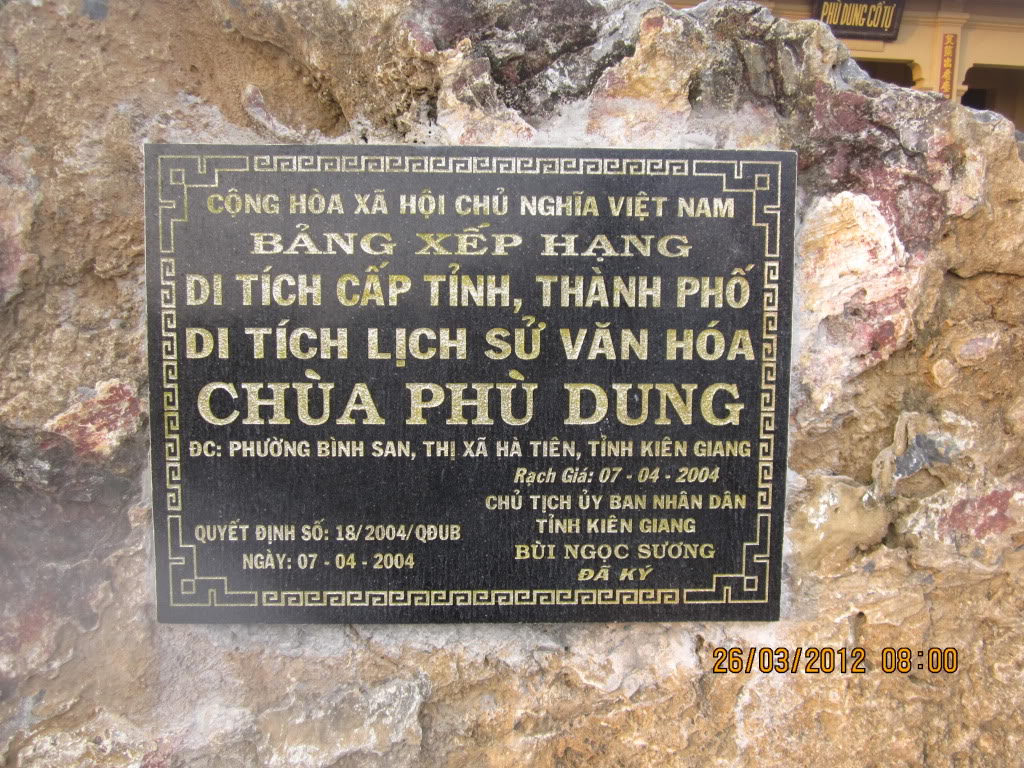 PHÙ DUNG CỔ TỰ
CỘNG HÒA XÃ HỘI CHỦ NGHĨA VIỆT NAM
BẢNG XẾP HẠNG
DI TÍCH CẤP TỈNH, THÀNH PHỐ
DI TÍCH LỊCH SỬ VĂN HÓA
CHÙA PHÙ DUNG
ĐC: PHƯỜNG BÌNH SAN, THỊ XÃ HÀ TIÊN, TỈNH KIÊN GIANG
Rạch Giá: 07 - 04 - 2004
CHỦ TỊCH ỦY BAN NHÂN DÂN
TỈNH KIÊN GIANG
BÙI NGỌC SƯƠNG
ĐÃ KÝ
QUYẾT ĐỊNH SỐ: 18/2004/QĐUB
NGÀY: 07 - 04 - 2004
26/03/2012 08:00